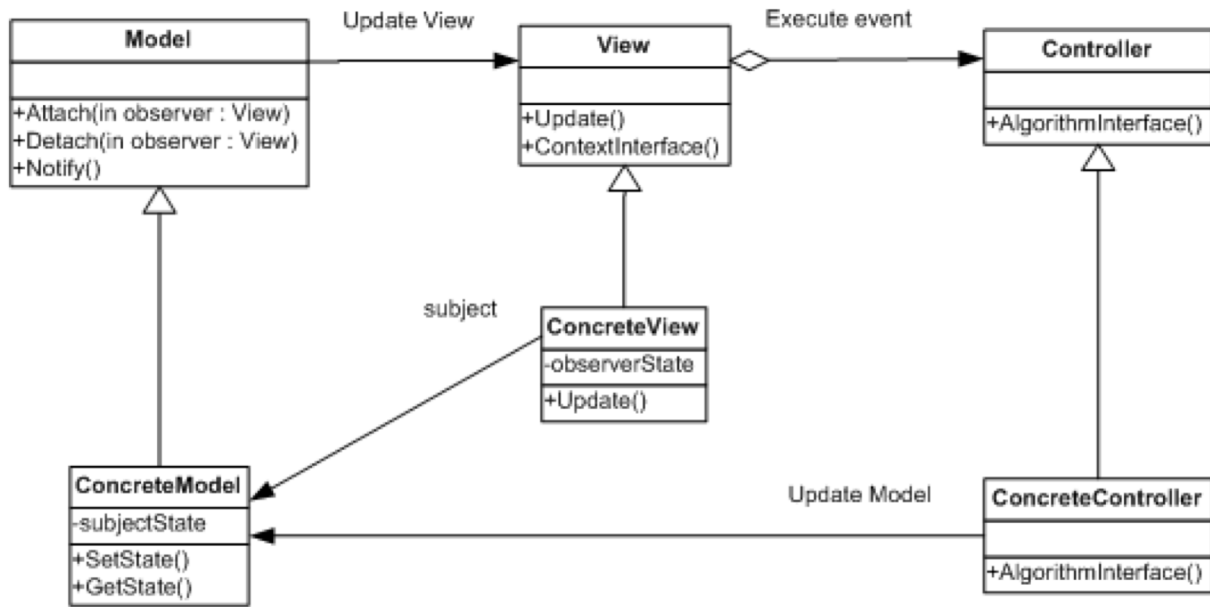 Update View
Execute event
Model
+Attach(in observer : View)
+Detach(in observer : View)
+Notify()
View
+Update()
+ContextInterface()
Controller
+AlgorithmInterface()
subject
ConcreteView
-observerState
+Update()
ConcreteModel
-subjectState
+SetState()
+GetState()
Update Model
ConcreteController
+AlgorithmInterface()